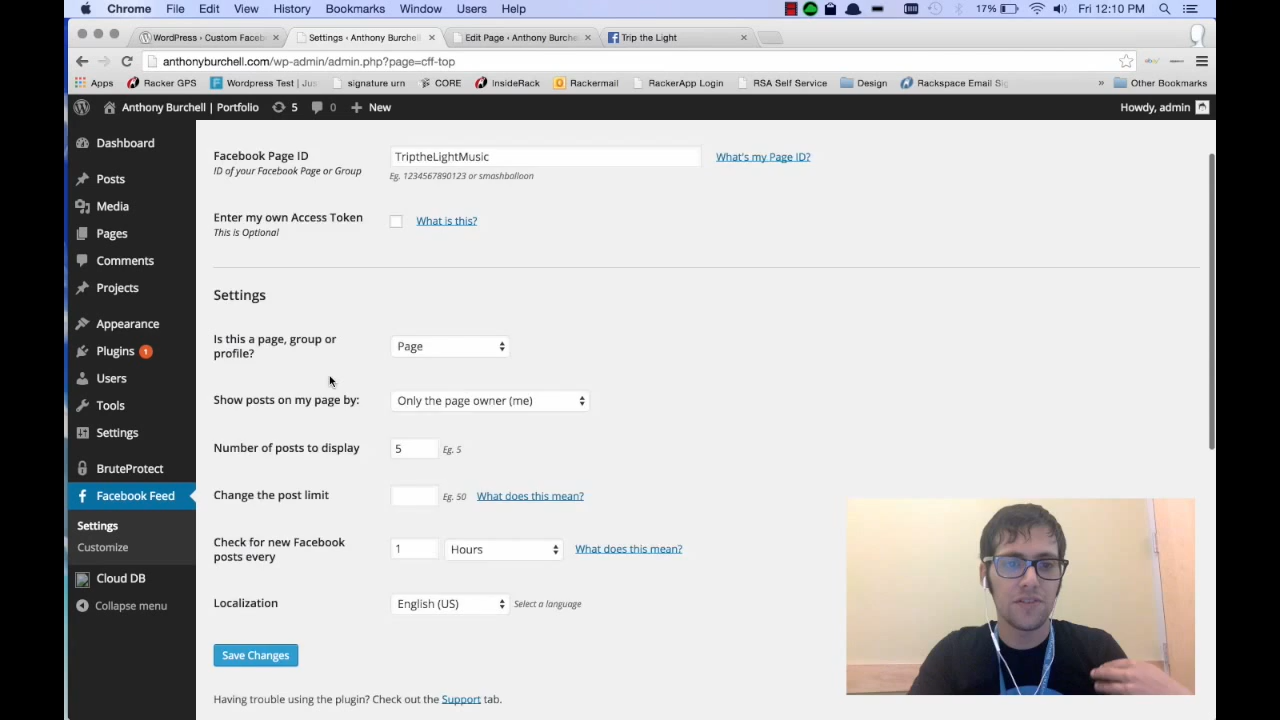 Chrome File Edit View History Bookmarks Window Users Help 17% Fri 12:10 PM
WordPress › Custom Faceb Settings ‹ Anthony Burchell Edit Page ‹ Anthony Burchel Trip the Light
anthonyburchell.com/wp-admin/admin.php?page=cff-top
Apps Racker GPS Wordpress Test | Jus signature urn CORE InsideRack Rackermail RackerApp Login RSA Self Service Design Rackspace Email Sig » Other Bookmarks
Anthony Burchell | Portfolio 5 0 New Howdy, admin
Dashboard
Posts
Media
Pages
Comments
Projects
Appearance
Plugins 1
Users
Tools
Settings
BruteProtect
Facebook Feed
Settings
Customize
Cloud DB
Collapse menu
Facebook Page ID
ID of your Facebook Page or Group
TriptheLightMusic What's my Page ID?
Eg. 1234567890123 or smashballoon
Enter my own Access Token
This is Optional
What is this?
Settings
Is this a page, group or
profile?
Page
Show posts on my page by: Only the page owner (me)
Number of posts to display 5 Eg. 5
Change the post limit Eg. 50 What does this mean?
Check for new Facebook
posts every
1 Hours What does this mean?
Localization English (US) Select a language
Save Changes
Having trouble using the plugin? Check out the Support tab.